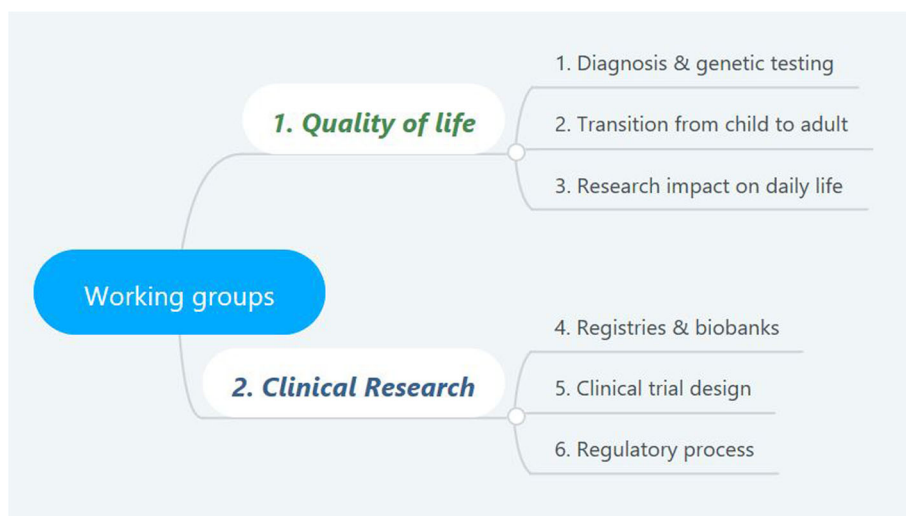 Working groups
1. Quality of life
1. Diagnosis & genetic testing
2. Transition from child to adult
3. Research impact on daily life
2. Clinical Research
4. Registries & biobanks
5. Clinical trial design
6. Regulatory process